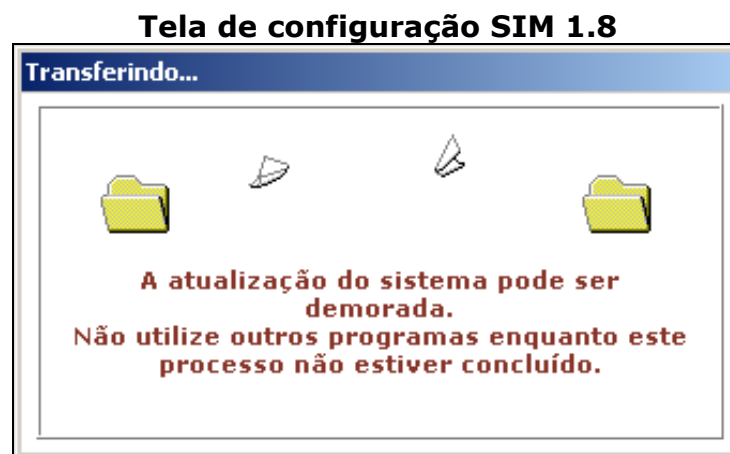 Tela de configuração SIM 1.8
Transferindo...
A atualização do sistema pode ser
demorada.
Não utilize outros programas enquanto este
processo não estiver concluído.